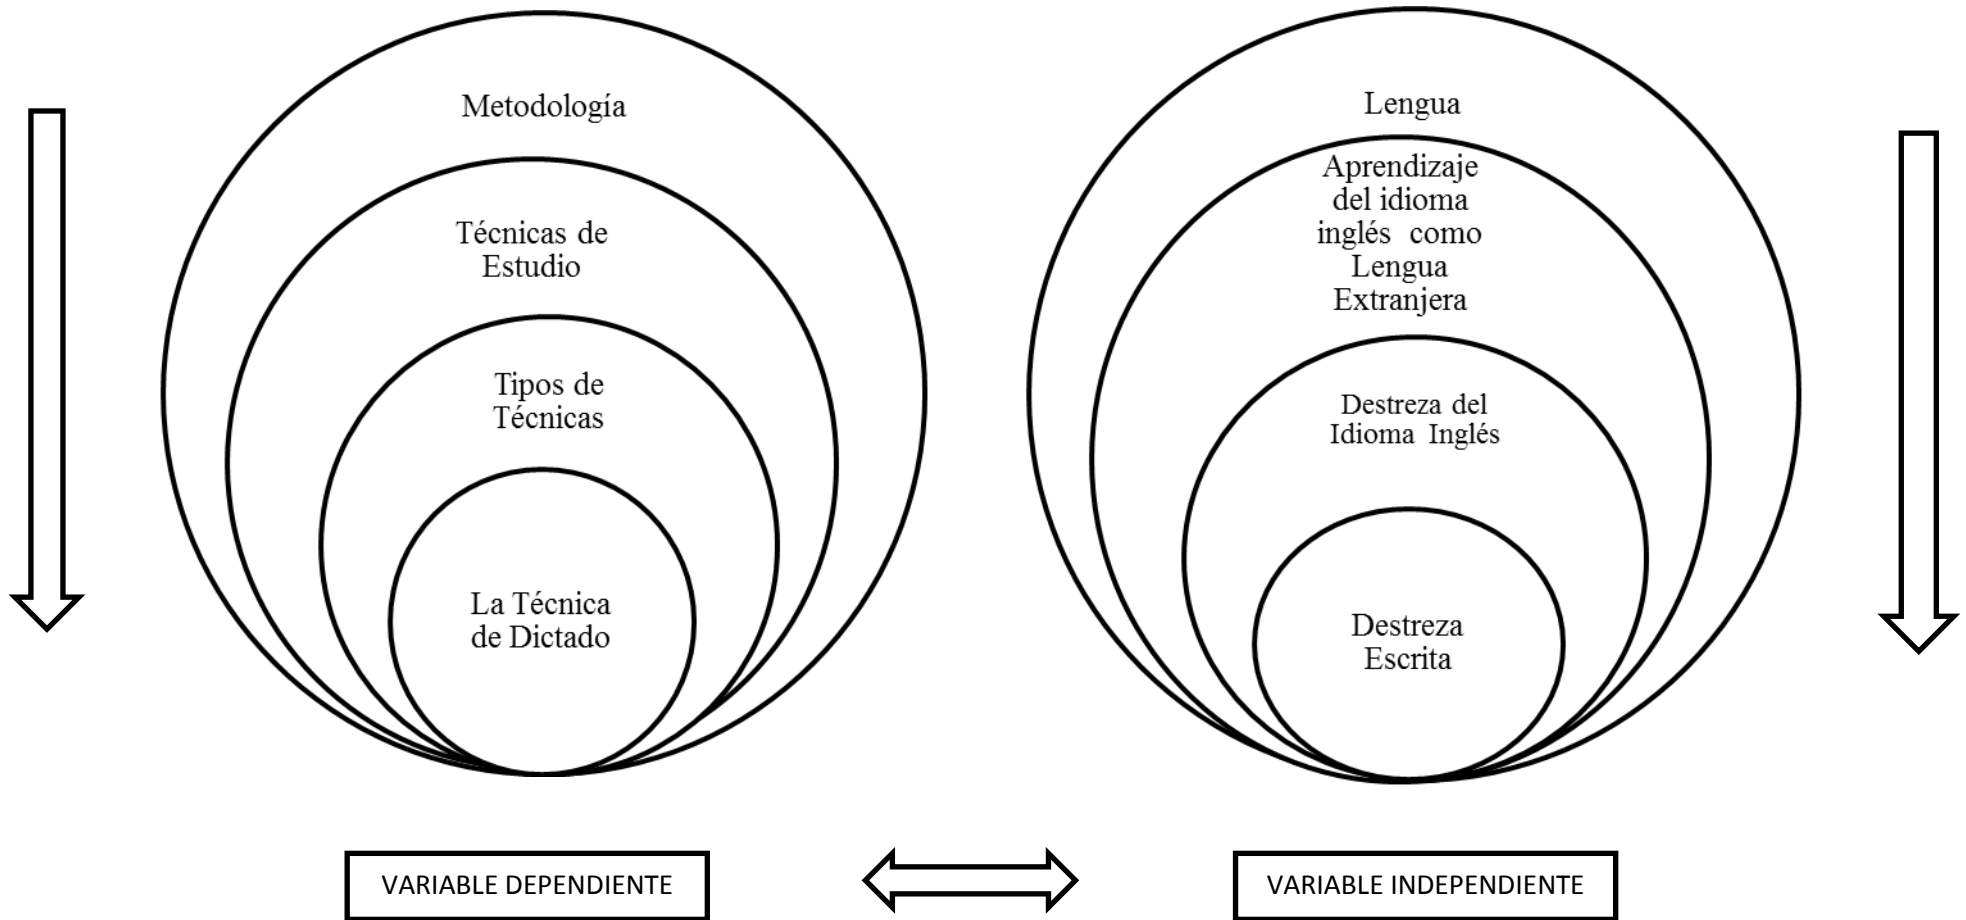 Metodología
Técnicas de
Estudio
Tipos de
Técnicas
La Técnica
de Dictado
Lengua
Aprendizaje
del idioma
inglés como
Lengua
Extranjera
Destreza del
Idioma Inglés
Destreza
Escrita
VARIABLE DEPENDIENTE
VARIABLE INDEPENDIENTE